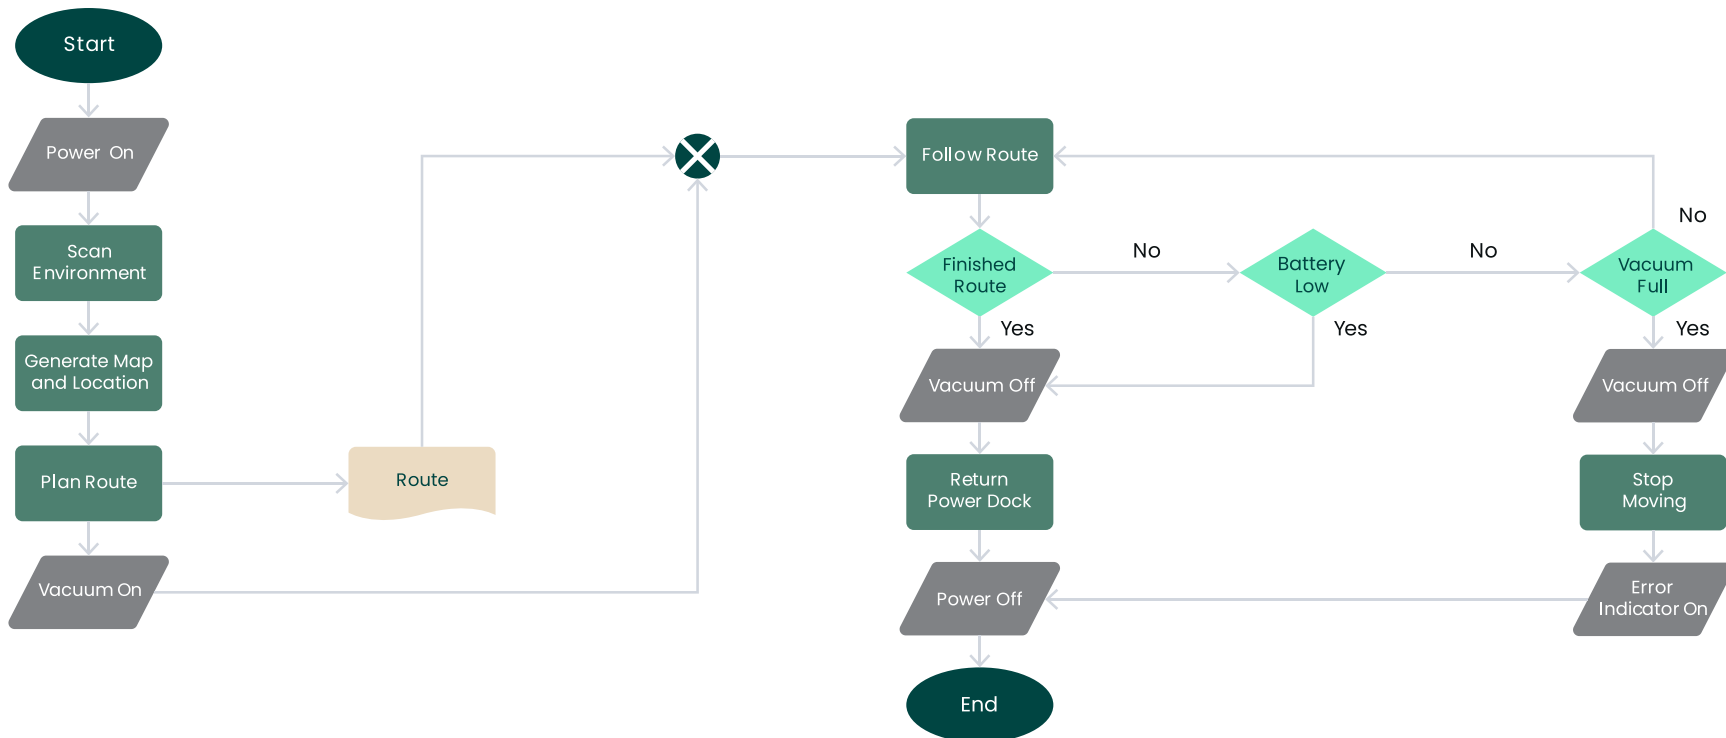 Start
Power On
Scan
Environment
Generate Map
and Location
Plan Route
Vacuum On
Route
Follow Route
Finished
Route
No
Battery
Low
No
Vacuum
Full
No
Yes
Yes
Yes
Vacuum Off
Vacuum Off
Return
Power Dock
Stop
Moving
Power Off
Error
Indicator On
End